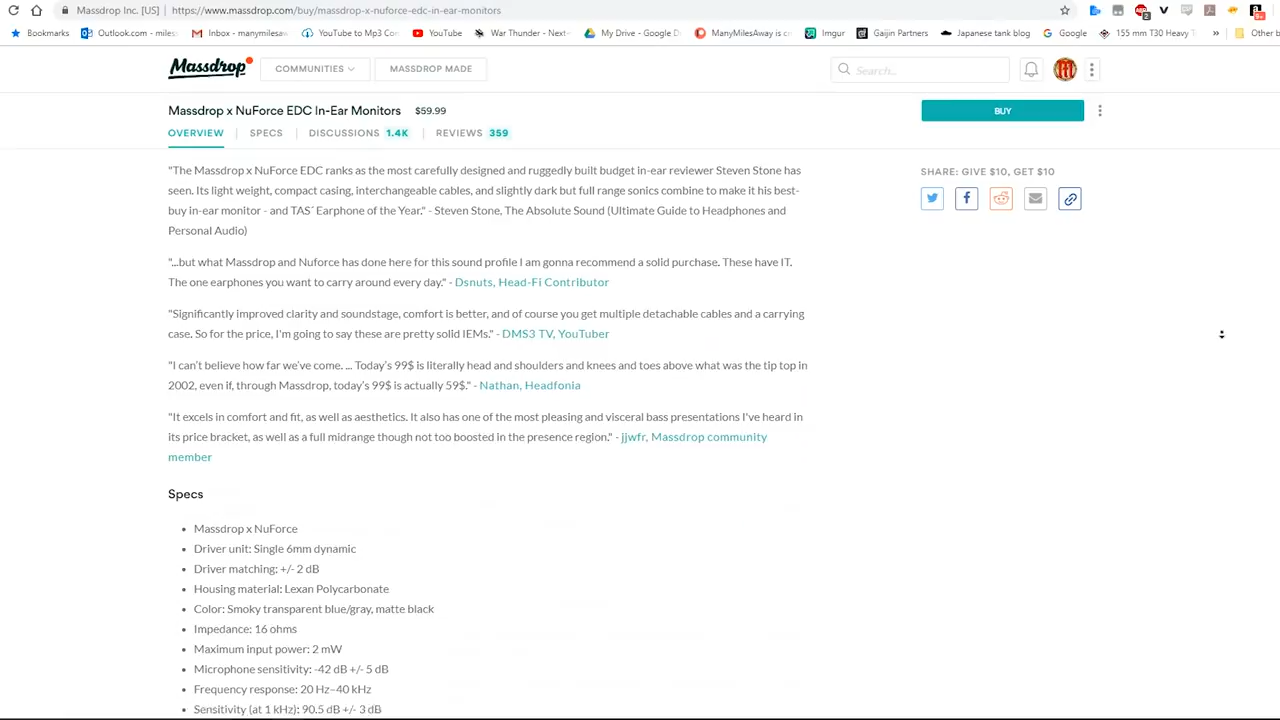 Massdrop Inc. [US] | https://www.massdrop.com/buy/massdrop-x-nuforce-edc-in-ear-monitors
Bookmarks Outlook.com - miles Inbox - manymilesaw YouTube to Mp3 Con YouTube War Thunder - Next- My Drive - Google D ManyMilesAway is cr Imgur Gaijin Partners Japanese tank blog Google 155 mm T30 Heavy T » Other b
Massdrop COMMUNITIES MASSDROP MADE Search...
Massdrop x NuForce EDC In-Ear Monitors $59.99 BUY
OVERVIEW SPECS DISCUSSIONS 1.4K REVIEWS 359
"The Massdrop x NuForce EDC ranks as the most carefully designed and ruggedly built budget in-ear reviewer Steven Stone has
SHARE: GIVE $10, GET $10
seen. Its light weight, compact casing, interchangeable cables, and slightly dark but full range sonics combine to make it his best-
buy in-ear monitor - and TAS´ Earphone of the Year." - Steven Stone, The Absolute Sound (Ultimate Guide to Headphones and
Personal Audio)
"...but what Massdrop and Nuforce has done here for this sound profile I am gonna recommend a solid purchase. These have IT.
The one earphones you want to carry around every day." - Dsnuts, Head-Fi Contributor
"Significantly improved clarity and soundstage, comfort is better, and of course you get multiple detachable cables and a carrying
case. So for the price, I'm going to say these are pretty solid IEMs." - DMS3 TV, YouTuber
"I can't believe how far we've come. ... Today's 99$ is literally head and shoulders and knees and toes above what was the tip top in
2002, even if, through Massdrop, today's 99$ is actually 59$." - Nathan, Headfonia
"It excels in comfort and fit, as well as aesthetics. It also has one of the most pleasing and visceral bass presentations I've heard in
its price bracket, as well as a full midrange though not too boosted in the presence region." - jjwfr, Massdrop community
member
Specs
• Massdrop x NuForce
• Driver unit: Single 6mm dynamic
• Driver matching: +/- 2 dB
• Housing material: Lexan Polycarbonate
• Color: Smoky transparent blue/gray, matte black
• Impedance: 16 ohms
• Maximum input power: 2 mW
• Microphone sensitivity: -42 dB +/- 5 dB
• Frequency response: 20 Hz–40 kHz
• Sensitivity (at 1 kHz): 90.5 dB +/- 3 dB